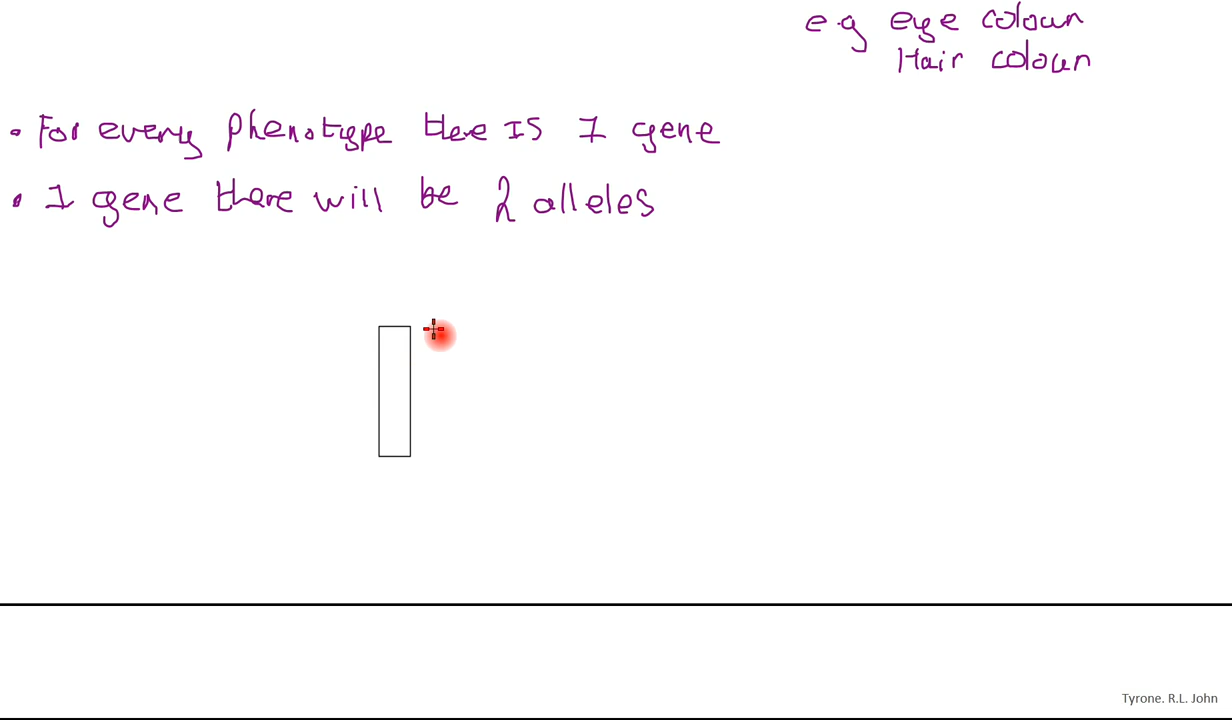 e.g eye colour
Hair colour
• For every phenotype there Is 1 gene
• 1 gene there will be 2 alleles
Tyrone. R.L. John